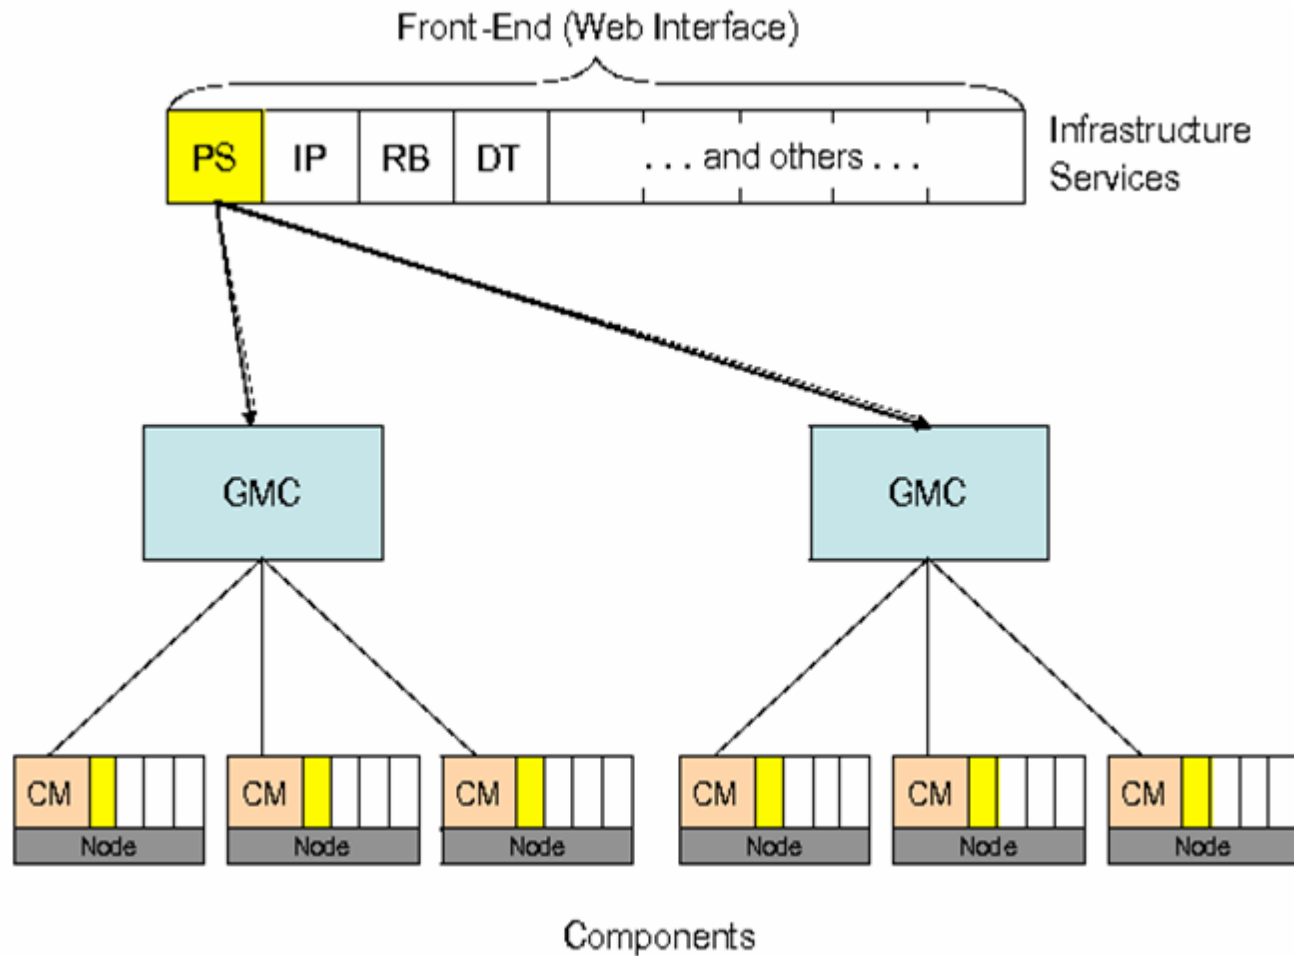 Front-End (Web Interface)
PS IP RB DT . . . and others . . .
Infrastructure
Services
GMC GMC
CM CM CM CM CM CM
Node Node Node Node Node Node
Components